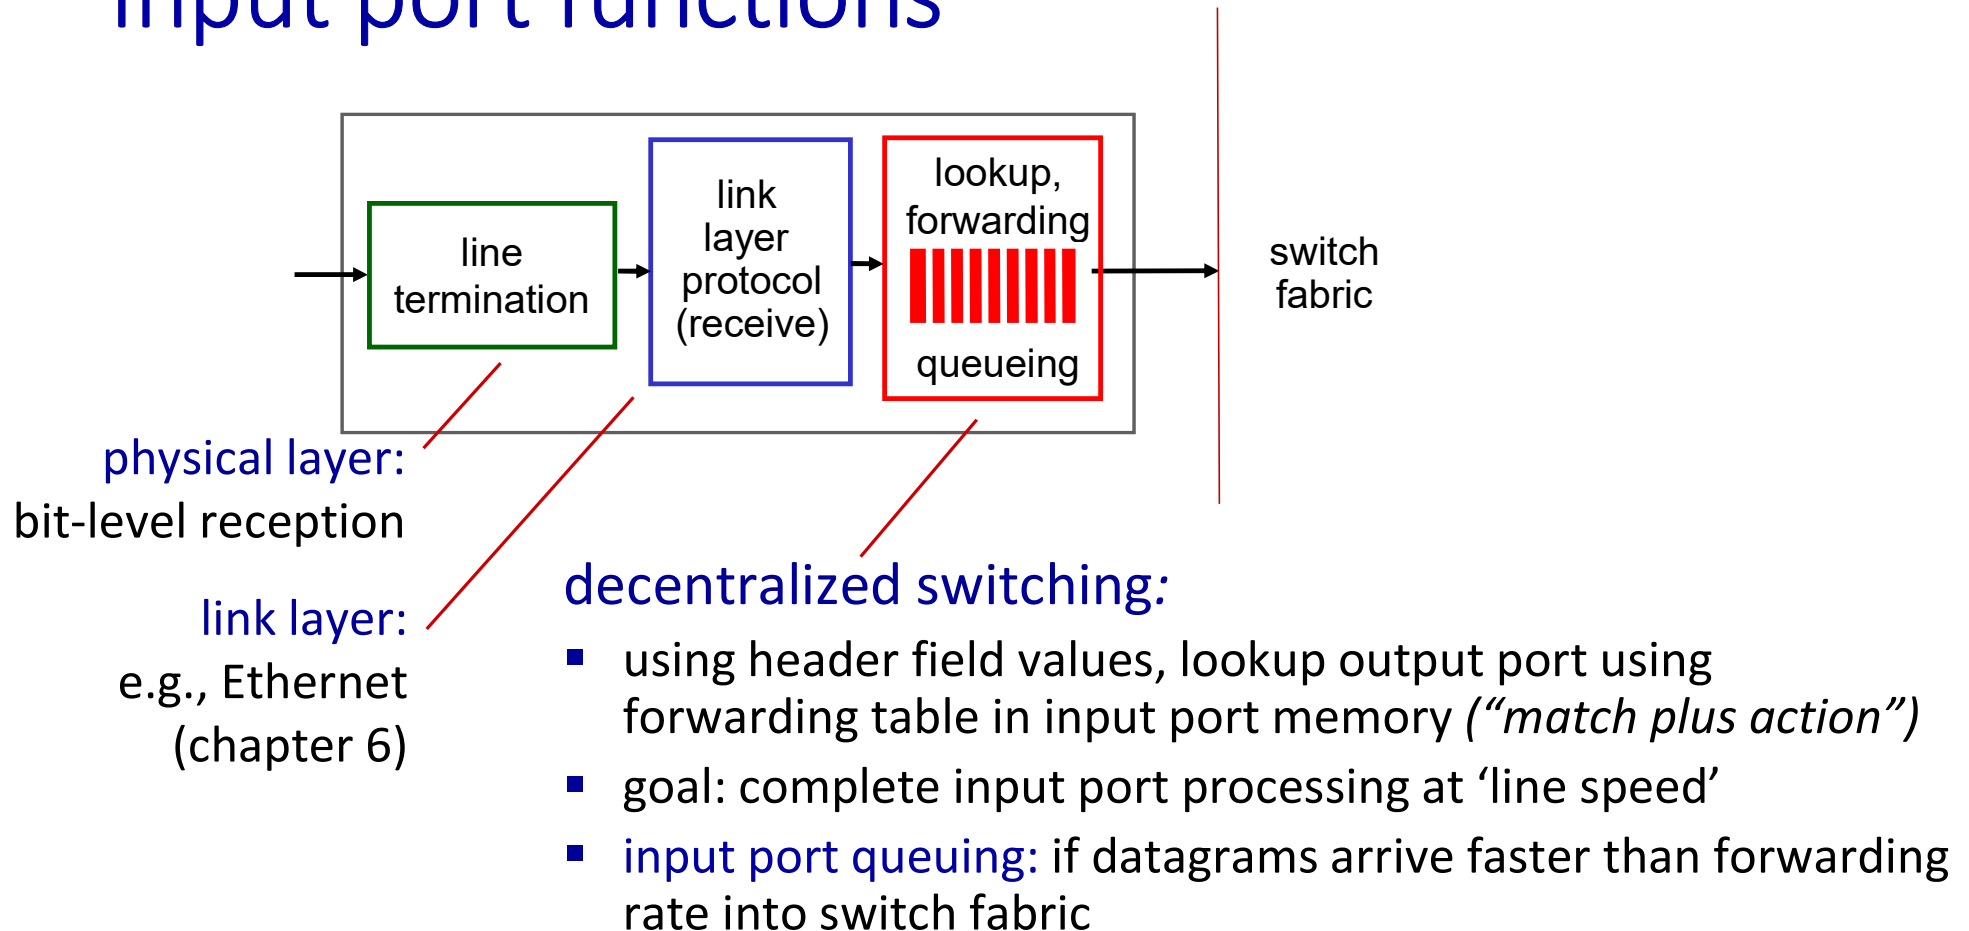 input port functions
line
termination
link
layer
protocol
(receive)
lookup,
forwarding
queueing
switch
fabric
physical layer:
bit-level reception
link layer:
e.g., Ethernet
(chapter 6)
decentralized switching:
▪ using header field values, lookup output port using
forwarding table in input port memory (“match plus action”)
▪ goal: complete input port processing at ‘line speed’
▪ input port queuing: if datagrams arrive faster than forwarding
rate into switch fabric